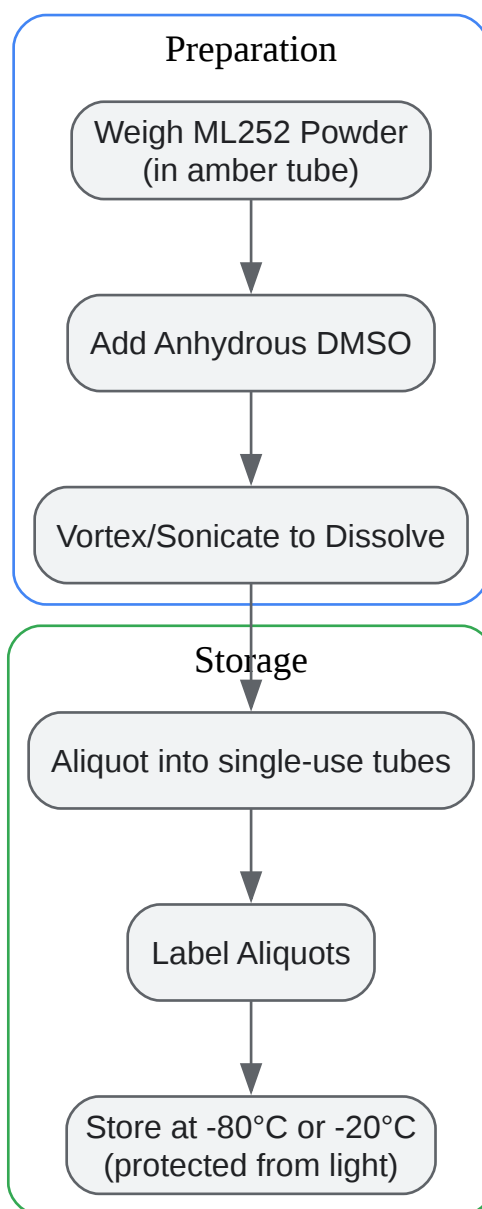 Preparation
Weigh ML252 Powder
(in amber tube)
Add Anhydrous DMSO
Vortex/Sonicate to Dissolve
Storage
Aliquot into single-use tubes
Label Aliquots
Store at -80°C or -20°C
(protected from light)